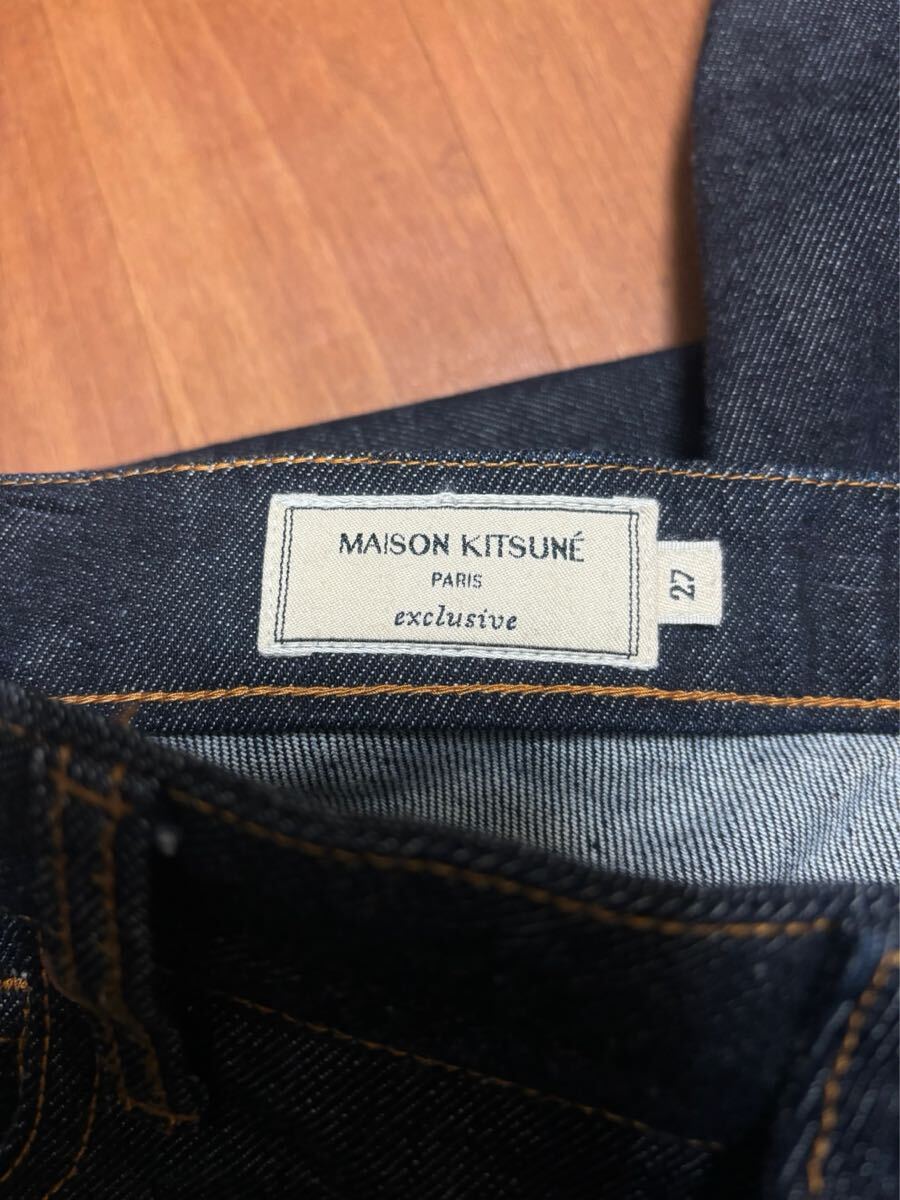 MAISON KITSUNÉ
PARIS
exclusive
27